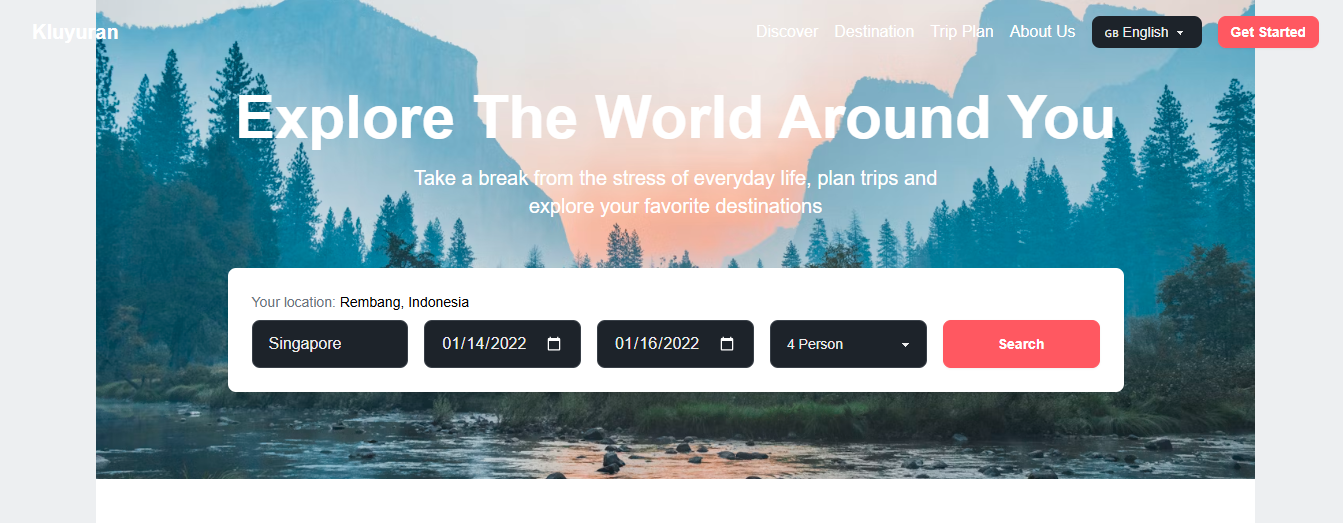 Kluyuran
Discover Destination Trip Plan About Us GB English Get Started
Explore The World Around You
Take a break from the stress of everyday life, plan trips and
explore your favorite destinations
Your location: Rembang, Indonesia
Singapore 01/14/2022 01/16/2022 4 Person Search